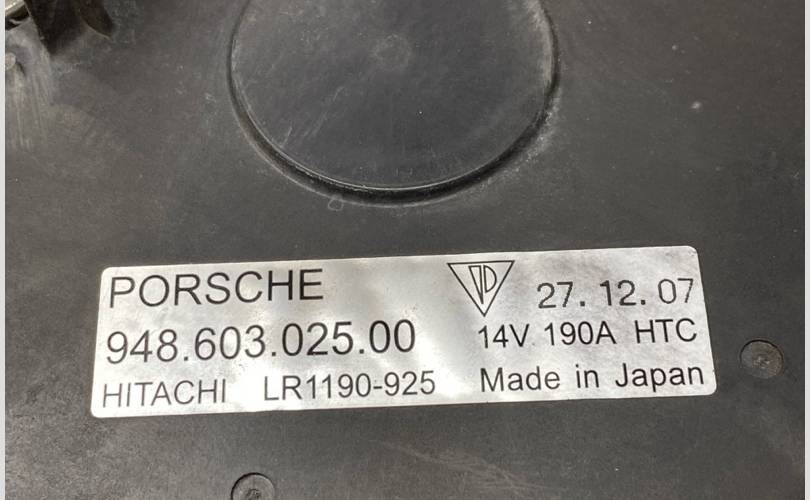 PORSCHE 27.12.07
948.603.025.00 14V 190A HTC
HITACHI LR1190-925 Made in Japan